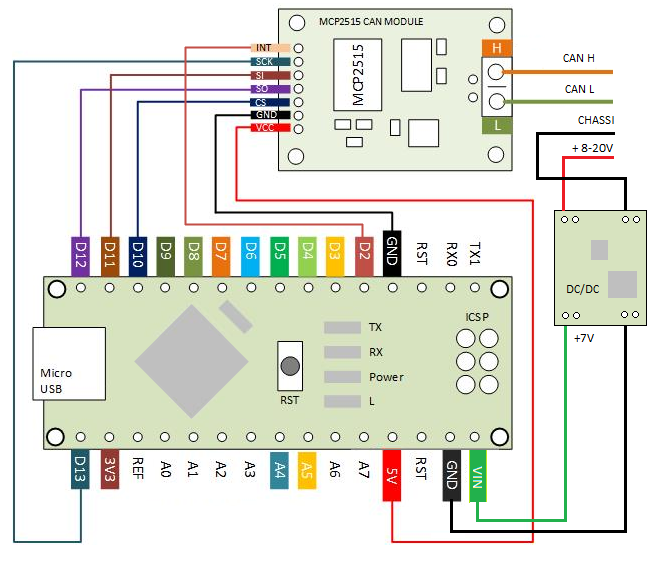 MCP2515 CAN MODULE
INT
SCK
SI
SO
CS
GND
VCC
MCP2515
H
L
CAN H
CAN L
CHASSI
+ 8-20V
DC/DC
+7V
D12 D11 D10 D9 D8 D7 D6 D5 D4 D3 D2 GND RST RX0 TX1
Micro
USB
RST
TX
RX
Power
L
ICSP
D13 3V3 REF A0 A1 A2 A3 A4 A5 A6 A7 5V RST GND VIN